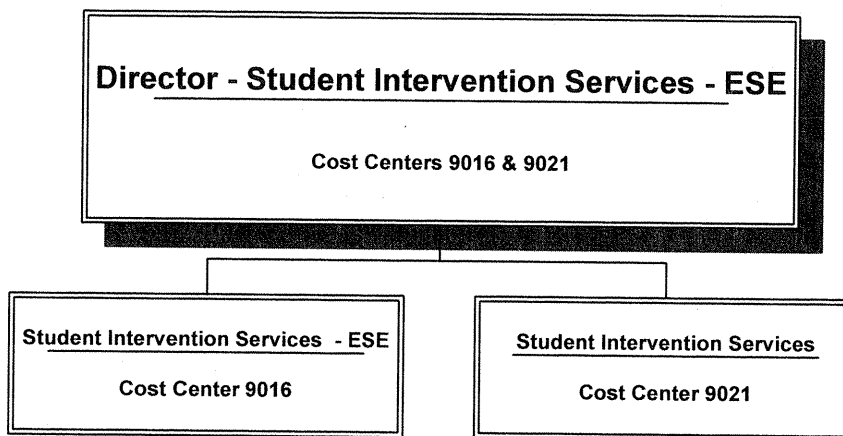 Director - Student Intervention Services - ESE
Cost Centers 9016 & 9021
Student Intervention Services - ESE
Cost Center 9016
Student Intervention Services
Cost Center 9021